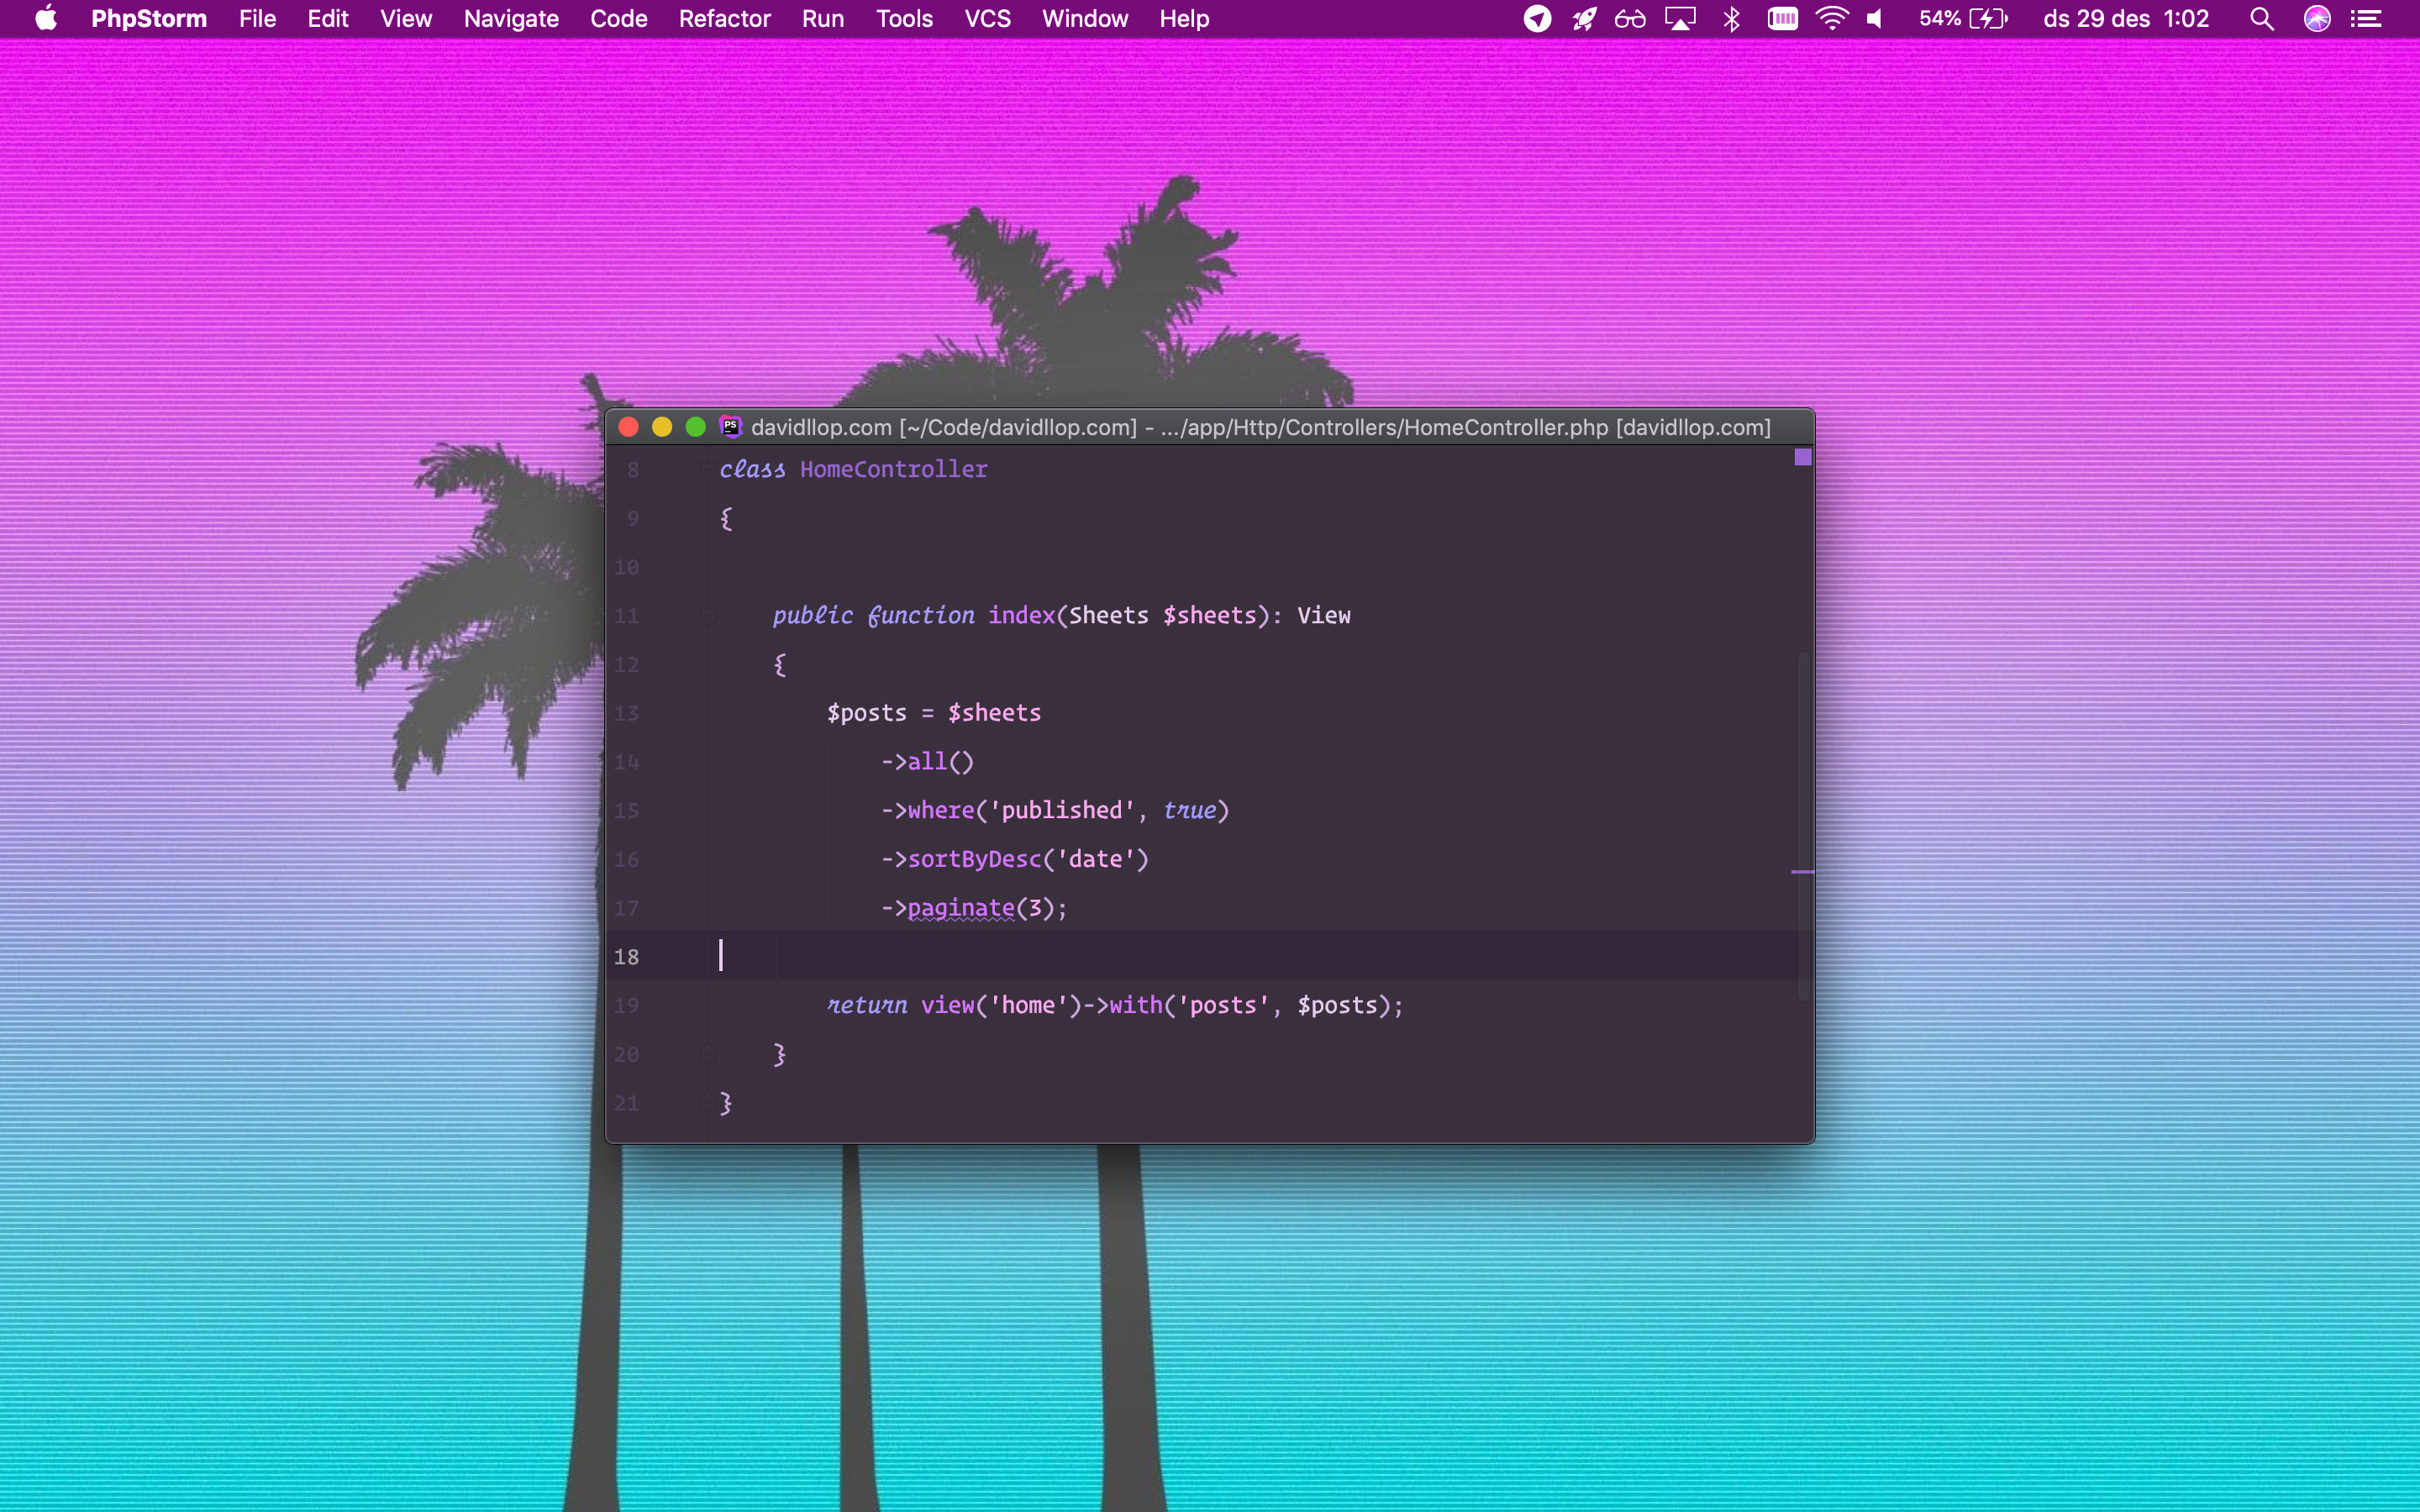 PhpStorm File Edit View Navigate Code Refactor Run Tools VCS Window Help 54% ds 29 des 1:02
PS davidllop.com [~/Code/davidllop.com] - .../app/Http/Controllers/HomeController.php [davidllop.com]
8 class HomeController
9 {
10
11 public function index(Sheets $sheets): View
12 {
13 $posts = $sheets
14 ->all()
15 ->where('published', true)
16 ->sortByDesc('date')
17 ->paginate(3);
18
19 return view('home')->with('posts', $posts);
20 }
21 }